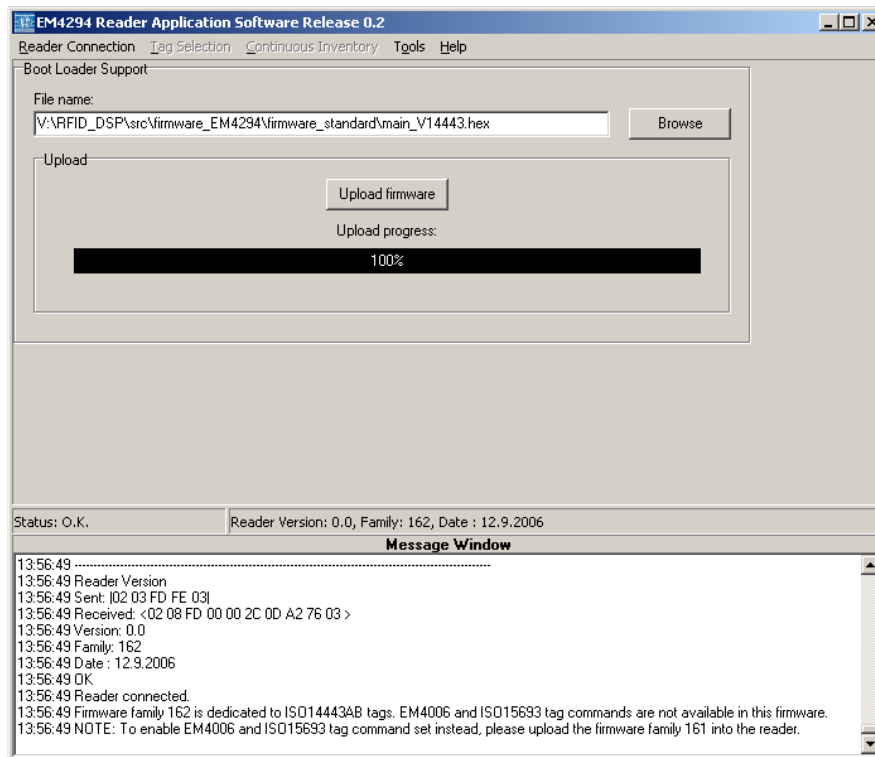 EM4294 Reader Application Software Release 0.2
Reader Connection Tag Selection Continuous Inventory Tools Help
Boot Loader Support
File name:
V:\RFID_DSP\src\firmware_EM4294\firmware_standard\main_V14443.hex
Browse
Upload
Upload firmware
Upload progress:
100%
Status: O.K.
Reader Version: 0.0, Family: 162, Date : 12.9.2006
Message Window
13:56:49 ----------------------------------------------------------------------------------------------------
13:56:49 Reader Version
13:56:49 Sent: |02 03 FD FE 03|
13:56:49 Received: <02 08 FD 00 00 2C 0D A2 76 03 >
13:56:49 Version: 0.0
13:56:49 Family: 162
13:56:49 Date : 12.9.2006
13:56:49 OK
13:56:49 Reader connected.
13:56:49 Firmware family 162 is dedicated to ISO14443AB tags. EM4006 and ISO15693 tag commands are not available in this firmware.
13:56:49 NOTE: To enable EM4006 and ISO15693 tag command set instead, please upload the firmware family 161 into the reader.